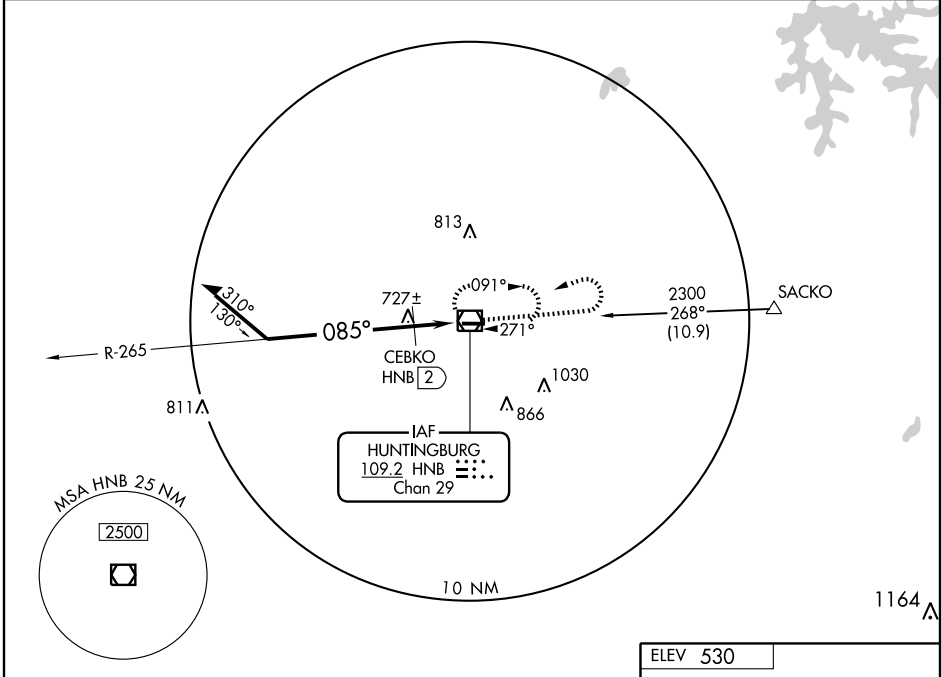 813
310°
130°
R-265
085°
727±
091°
271°
2300
268°
(10.9)
SACKO
CEBKO
HNB 2
1030
866
811
IAF
HUNTINGBURG
109.2 HNB
Chan 29
MSA HNB 25 NM
2500
10 NM
1164
ELEV 530